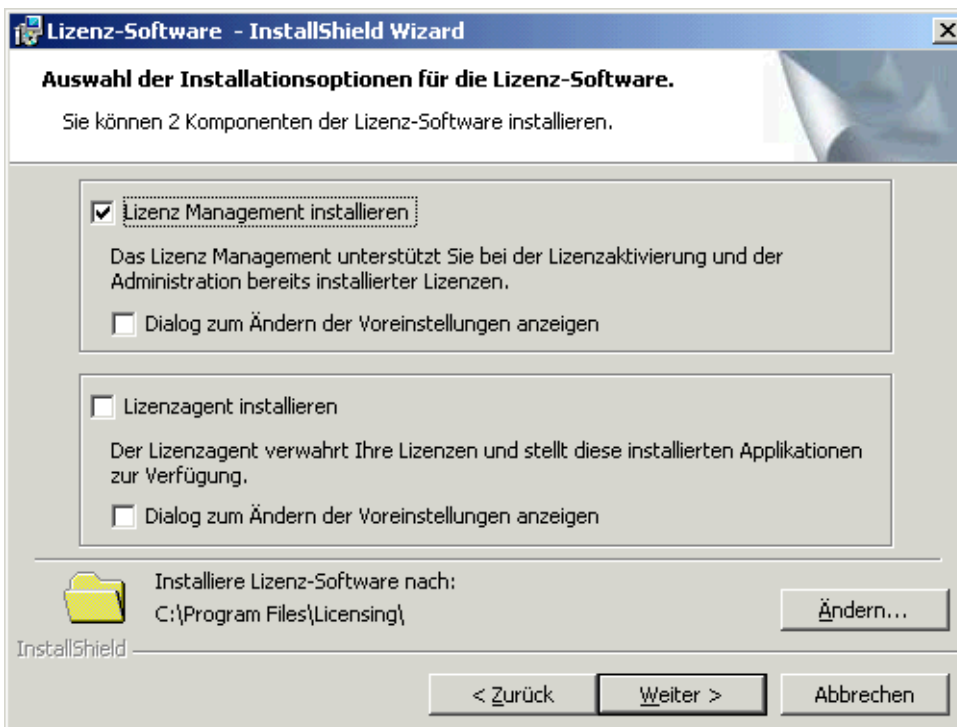 Lizenz-Software - InstallShield Wizard
Auswahl der Installationsoptionen für die Lizenz-Software.
Sie können 2 Komponenten der Lizenz-Software installieren.
Lizenz Management installieren
Das Lizenz Management unterstützt Sie bei der Lizenzaktivierung und der
Administration bereits installierter Lizenzen.
Dialog zum Ändern der Voreinstellungen anzeigen
Lizenzagent installieren
Der Lizenzagent verwahrt Ihre Lizenzen und stellt diese installierten Applikationen
zur Verfügung.
Dialog zum Ändern der Voreinstellungen anzeigen
Installiere Lizenz-Software nach:
C:\Program Files\Licensing\
Ändern...
InstallShield
< Zurück
Weiter >
Abbrechen